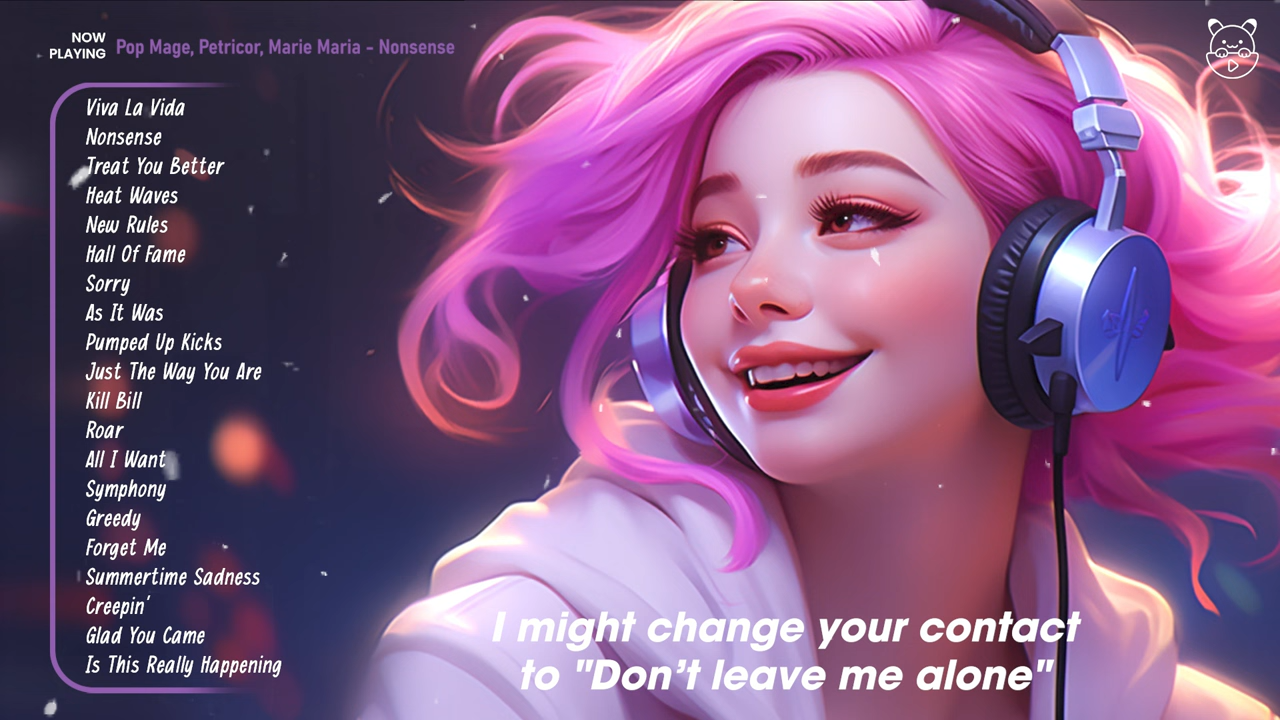 NOW
PLAYING
Pop Mage, Petricor, Marie Maria - Nonsense
Viva La Vida
Nonsense
Treat You Better
Heat Waves
New Rules
Hall Of Fame
Sorry
As It Was
Pumped Up Kicks
Just The Way You Are
Kill Bill
Roar
All I Want
Symphony
Greedy
Forget Me
Summertime Sadness
Creepin'
Glad You Came
Is This Really Happening
I might change your contact
to "Don’t leave me alone"